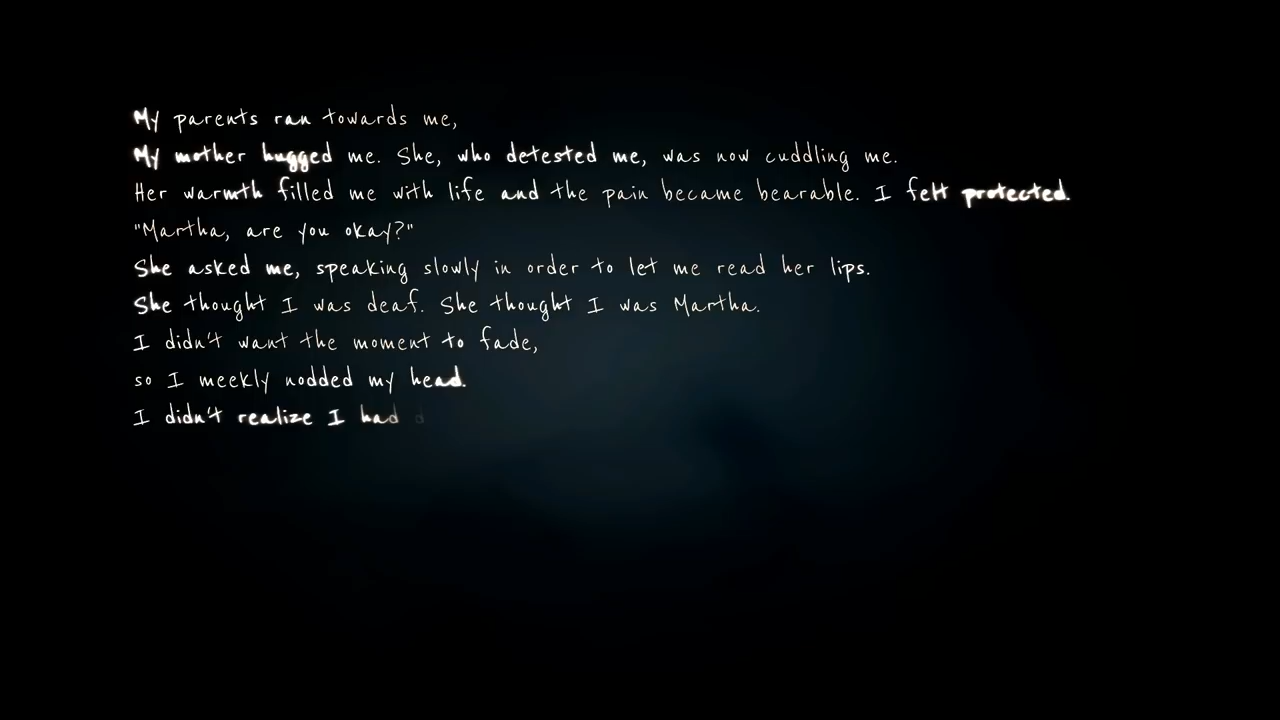 My parents ran towards me,
My mother hugged me. She, who detested me, was now cuddling me.
Her warmth filled me with life and the pain became bearable. I felt protected.
"Martha, are you okay?"
She asked me, speaking slowly in order to let me read her lips.
She thought I was deaf. She thought I was Martha.
I didn't want the moment to fade,
so I meekly nodded my head.
I didn't realize I had